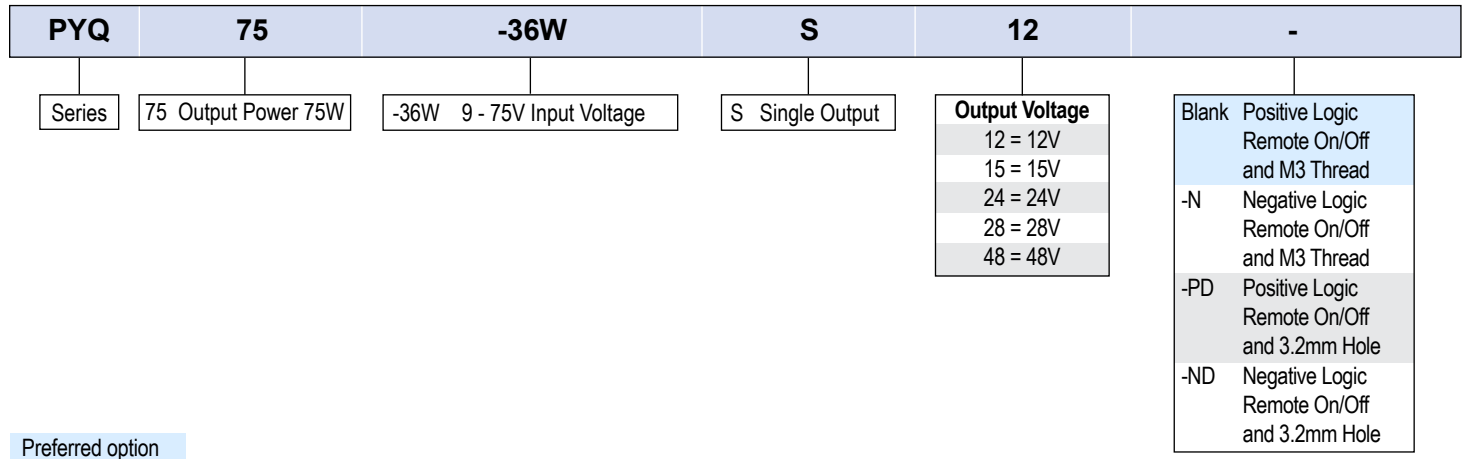 PYQ 75 -36W S 12 -
Series
75 Output Power 75W
-36W 9 - 75V Input Voltage
S Single Output
Output Voltage
12 = 12V
15 = 15V
24 = 24V
28 = 28V
48 = 48V
Blank Positive Logic
Remote On/Off
and M3 Thread
-N Negative Logic
Remote On/Off
and M3 Thread
-PD Positive Logic
Remote On/Off
and 3.2mm Hole
-ND Negative Logic
Remote On/Off
and 3.2mm Hole
Preferred option